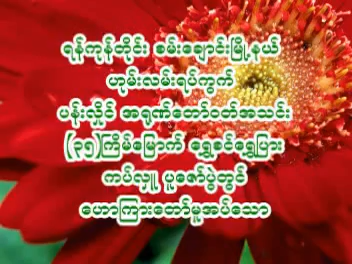 ရန်ကုန်တိုင်း စမ်းချောင်းမြို့နယ်
ဟုမ်းလမ်းရပ်ကွက်
ပန်းလှိုင် အရုဏ်တော်ဝတ်အသင်း
(၃၅)ကြိမ်မြောက် ရွှေစင်ရွှေပြား
ကပ်လှူ ပူဇော်ပွဲတွင်
ဟောကြားတော်မူအပ်သော